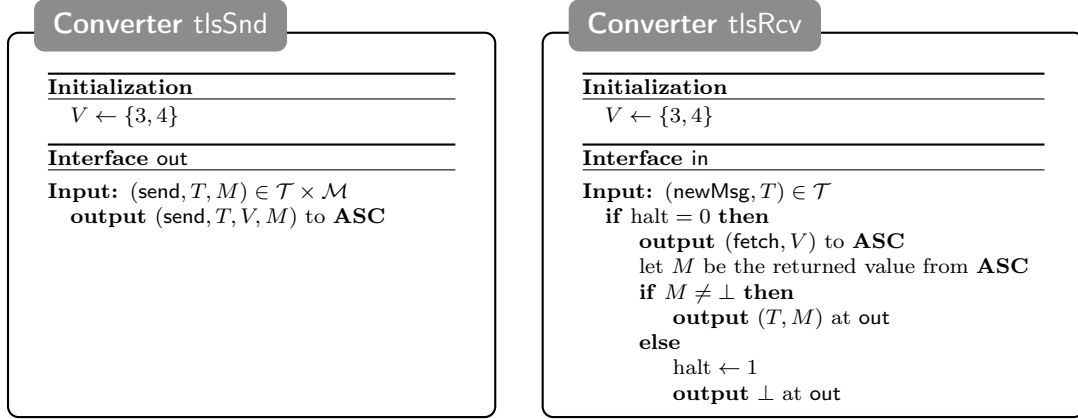 Converter tlsSnd
Initialization
V ← {3, 4}
Interface out
Input: (send, T, M) ∈ 𝒯 × ℳ
output (send, T, V, M) to ASC
Converter tlsRcv
Initialization
V ← {3, 4}
Interface in
Input: (newMsg, T) ∈ 𝒯
if halt = 0 then
output (fetch, V) to ASC
let M be the returned value from ASC
if M ≠ ⊥ then
output (T, M) at out
else
halt ← 1
output ⊥ at out